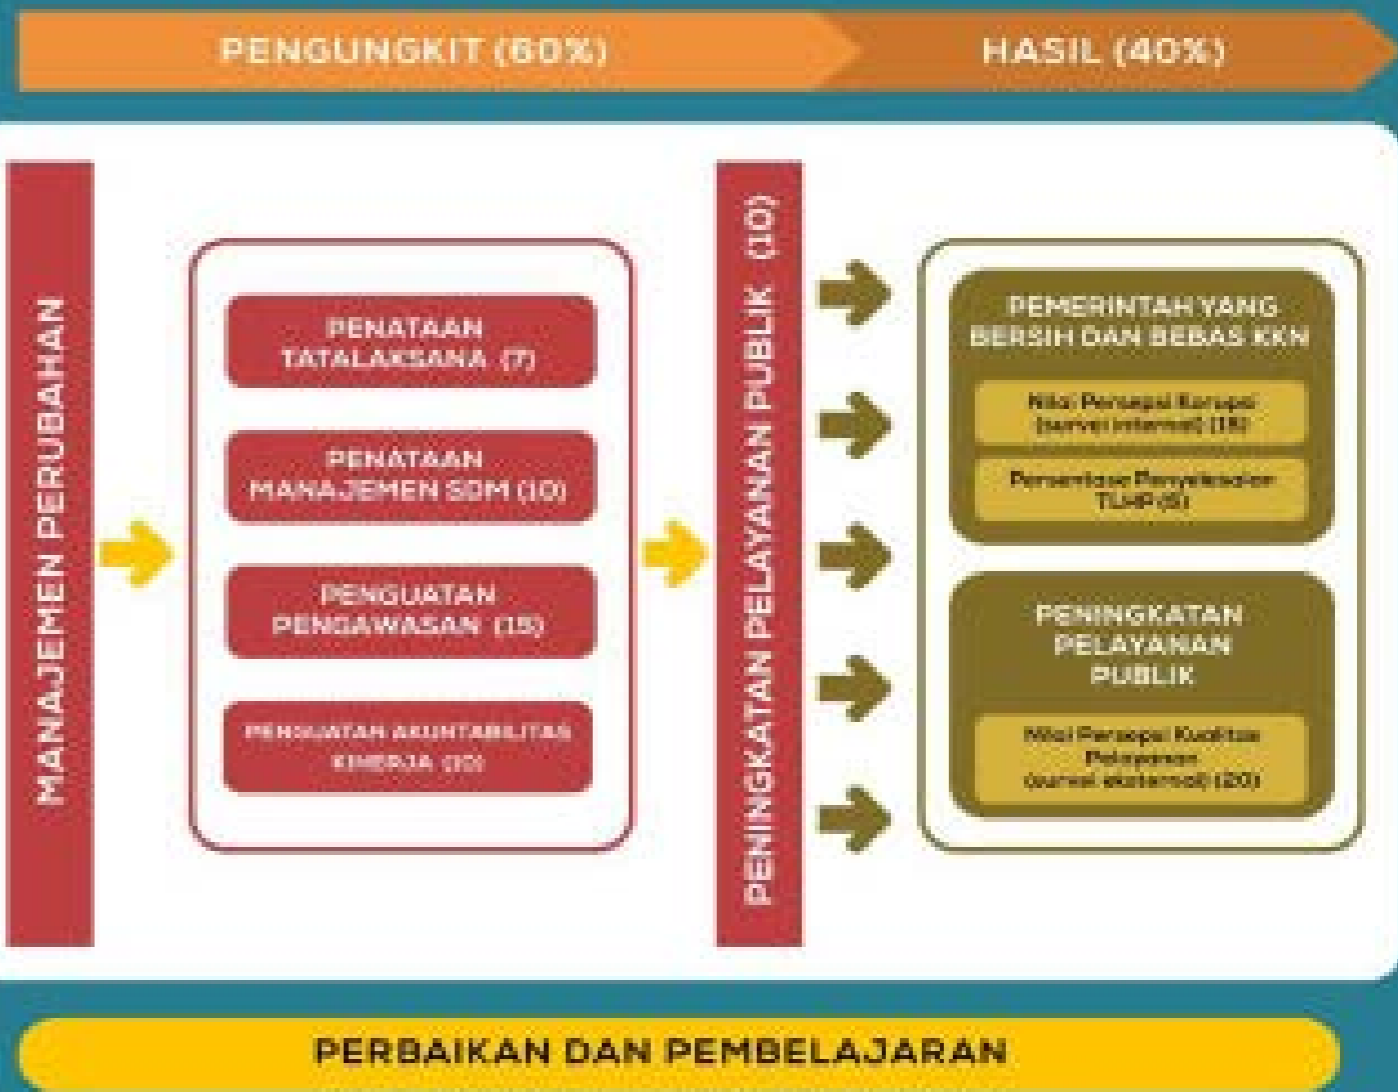 PENGUNGKIT (60%)
HASIL (40%)
MANAJEMEN PERUBAHAN
PENATAAN
TATALAKSANA (7)
PENATAAN
MANAJEMEN SDM (10)
PENGUATAN
PENGAWASAN (15)
PENGUATAN AKUNTABILITAS
KINERJA (10)
PENINGKATAN PELAYANAN PUBLIK (10)
PEMERINTAH YANG
BERSIH DAN BEBAS KKN
Nilai Persepsi Korupsi
(survei internal) (15)
Persentase Penyelesaian
TLHP (5)
PENINGKATAN
PELAYANAN
PUBLIK
Nilai Persepsi Kualitas
Pelayanan
(survei eksternal) (20)
PERBAIKAN DAN PEMBELAJARAN